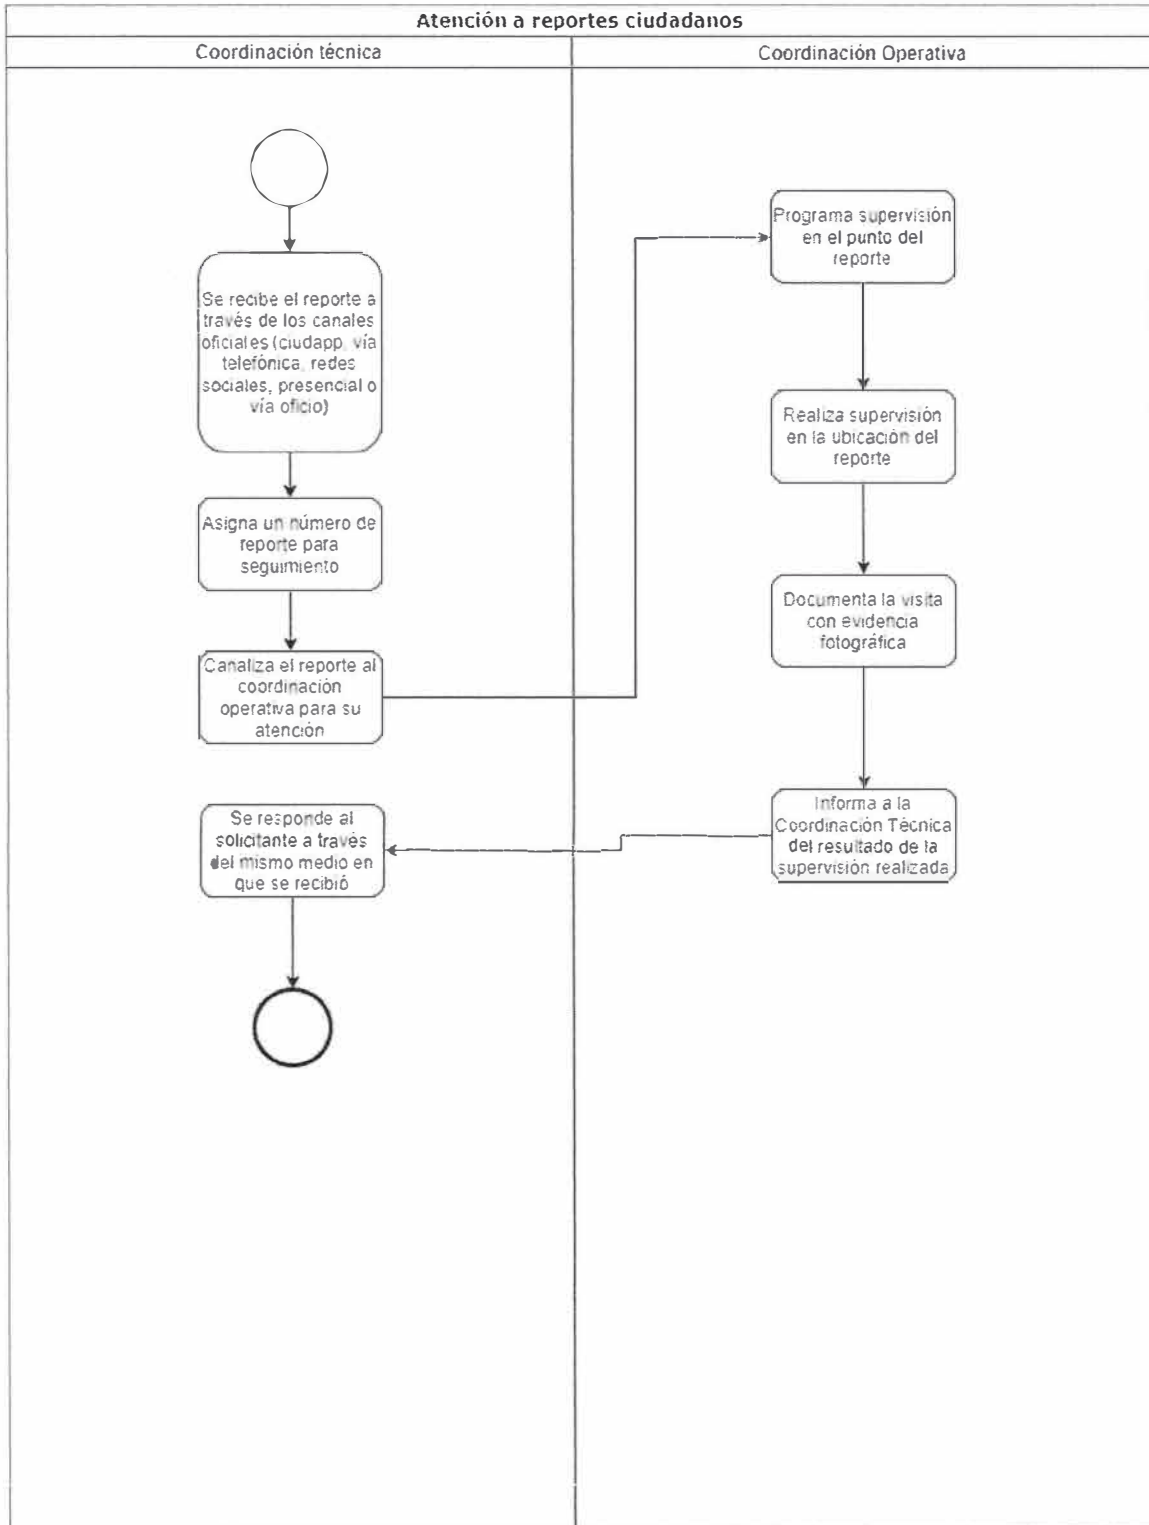 Atención a reportes ciudadanos
Coordinación técnica
Coordinación Operativa
Se recibe el reporte a
través de los canales
oficiales (ciudapp, vía
telefónica, redes
sociales, presencial o
vía oficio)
Asigna un número de
reporte para
seguimiento
Canaliza el reporte al
coordinación
operativa para su
atención
Programa supervisión
en el punto del
reporte
Realiza supervisión
en la ubicación del
reporte
Documenta la visita
con evidencia
fotográfica
Informa a la
Coordinación Técnica
del resultado de la
supervisión realizada
Se responde al
solicitante a través
del mismo medio en
que se recibió